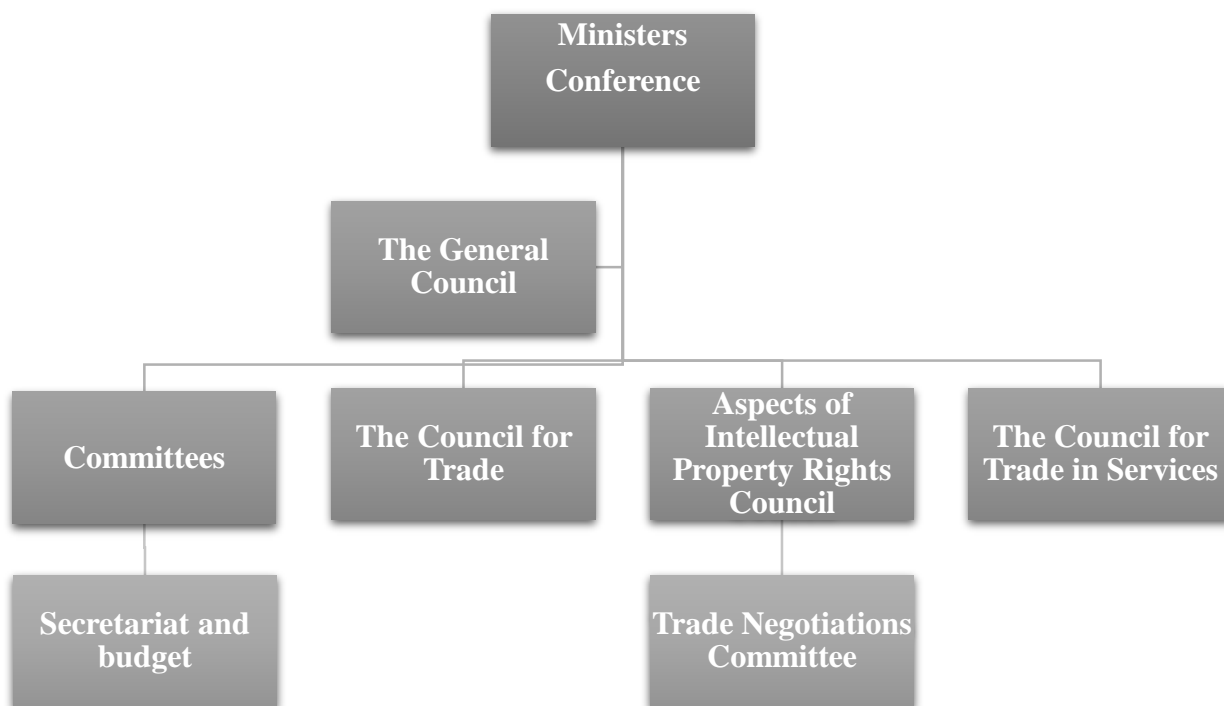 Ministers
Conference
The General
Council
Committees
The Council for
Trade
Aspects of
Intellectual
Property Rights
Council
The Council for
Trade in Services
Secretariat and
budget
Trade Negotiations
Committee